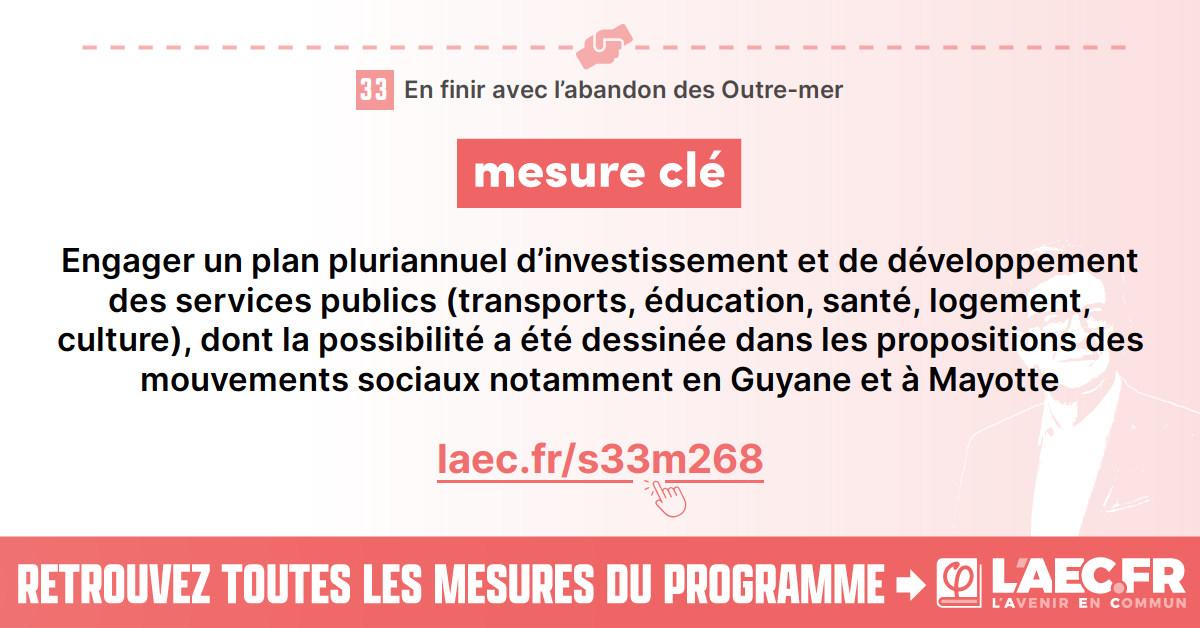 33 En finir avec l’abandon des Outre-mer
mesure clé
Engager un plan pluriannuel d’investissement et de développement
des services publics (transports, éducation, santé, logement,
culture), dont la possibilité a été dessinée dans les propositions des
mouvements sociaux notamment en Guyane et à Mayotte
laec.fr/s33m268
RETROUVEZ TOUTES LES MESURES DU PROGRAMME
φ L'AEC.FR
L'AVENIR EN COMMUN